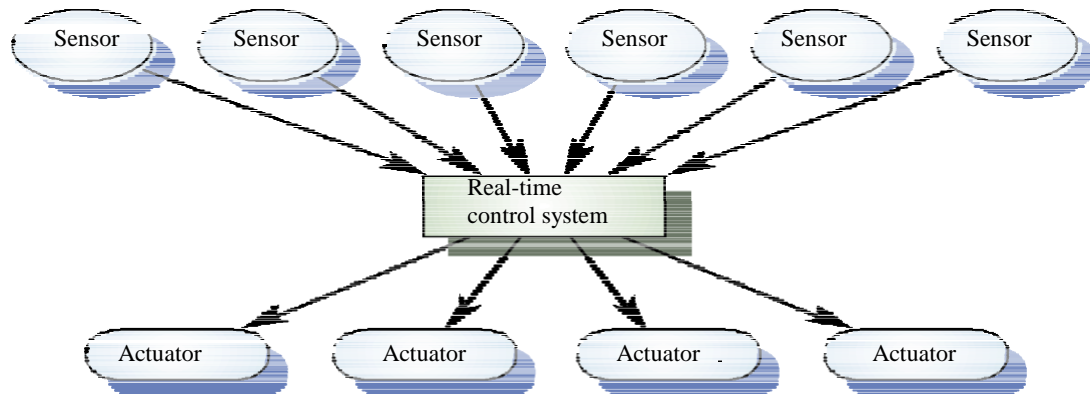 Sensor
Sensor
Sensor
Sensor
Sensor
Sensor
Real-time
control system
Actuator
Actuator
Actuator
Actuator